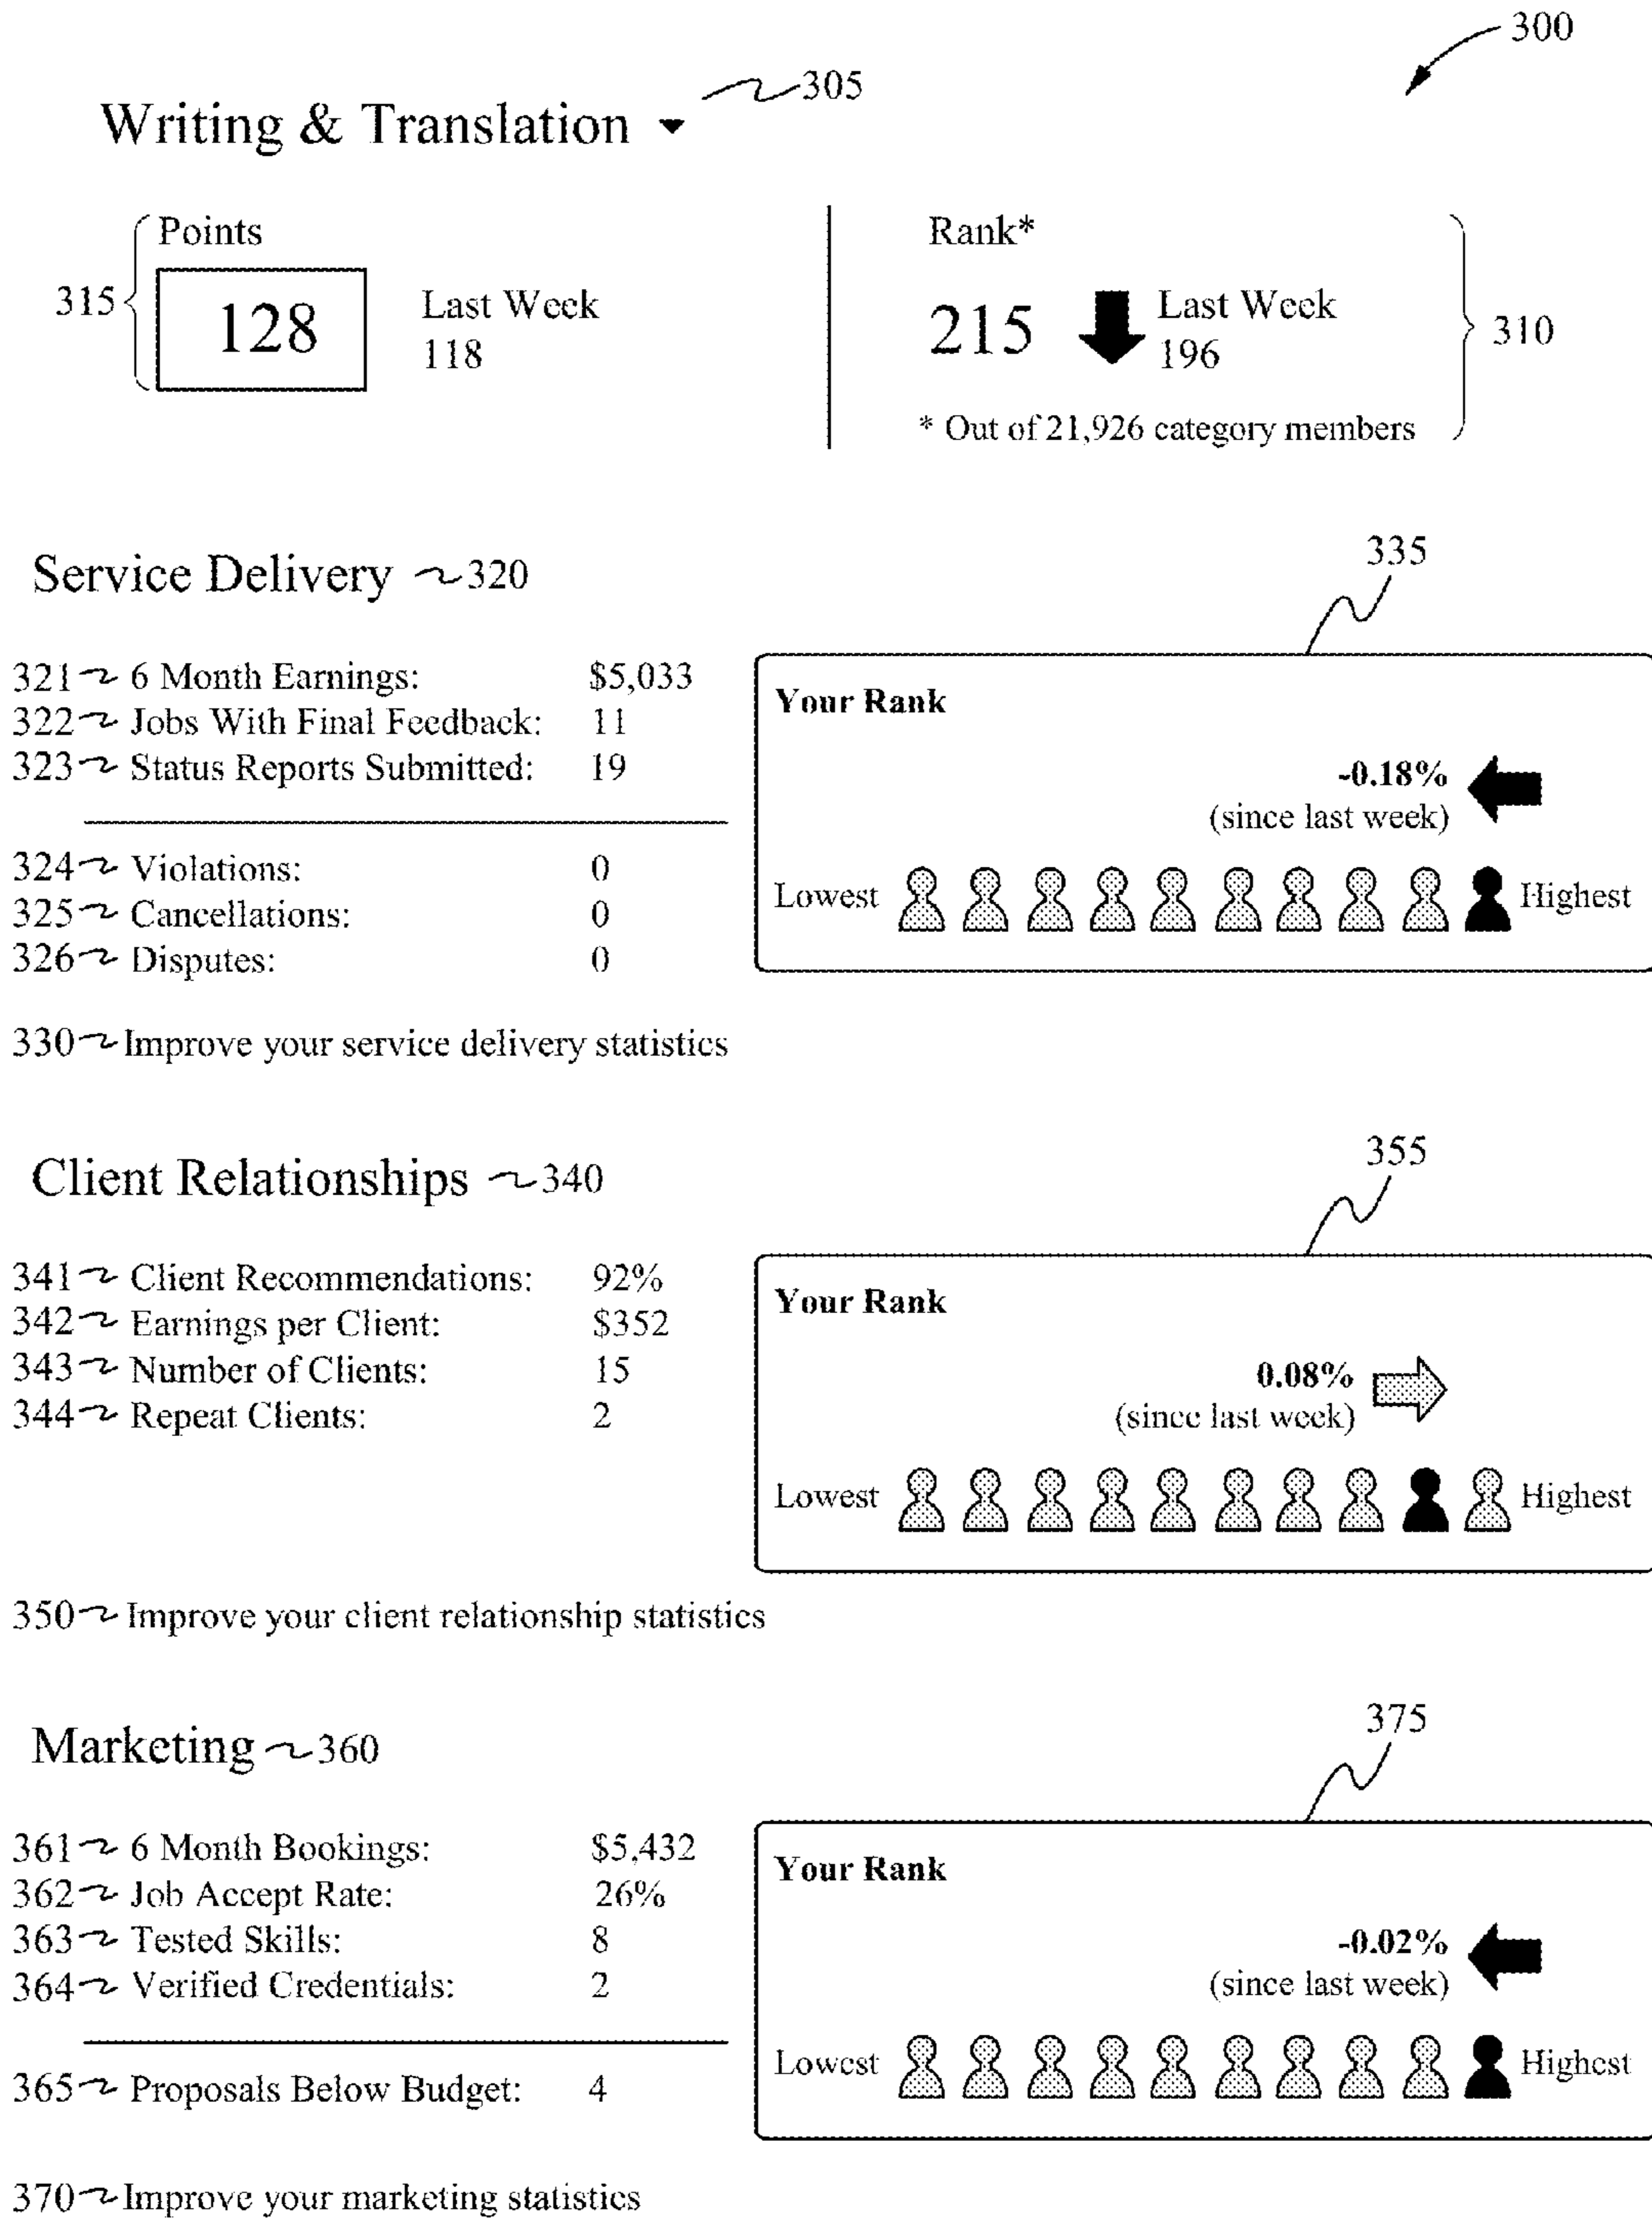 300
305
Writing & Translation
Points
315
128
Last Week
118
Rank*
215
Last Week
196
310
* Out of 21,926 category members
Service Delivery 320
321 6 Month Earnings: $5,033
322 Jobs With Final Feedback: 11
323 Status Reports Submitted: 19
324 Violations: 0
325 Cancellations: 0
326 Disputes: 0
330 Improve your service delivery statistics
335
Your Rank
-0.18%
(since last week)
Lowest Highest
Client Relationships 340
341 Client Recommendations: 92%
342 Earnings per Client: $352
343 Number of Clients: 15
344 Repeat Clients: 2
350 Improve your client relationship statistics
355
Your Rank
0.08%
(since last week)
Lowest Highest
Marketing 360
361 6 Month Bookings: $5,432
362 Job Accept Rate: 26%
363 Tested Skills: 8
364 Verified Credentials: 2
365 Proposals Below Budget: 4
370 Improve your marketing statistics
375
Your Rank
-0.02%
(since last week)
Lowest Highest